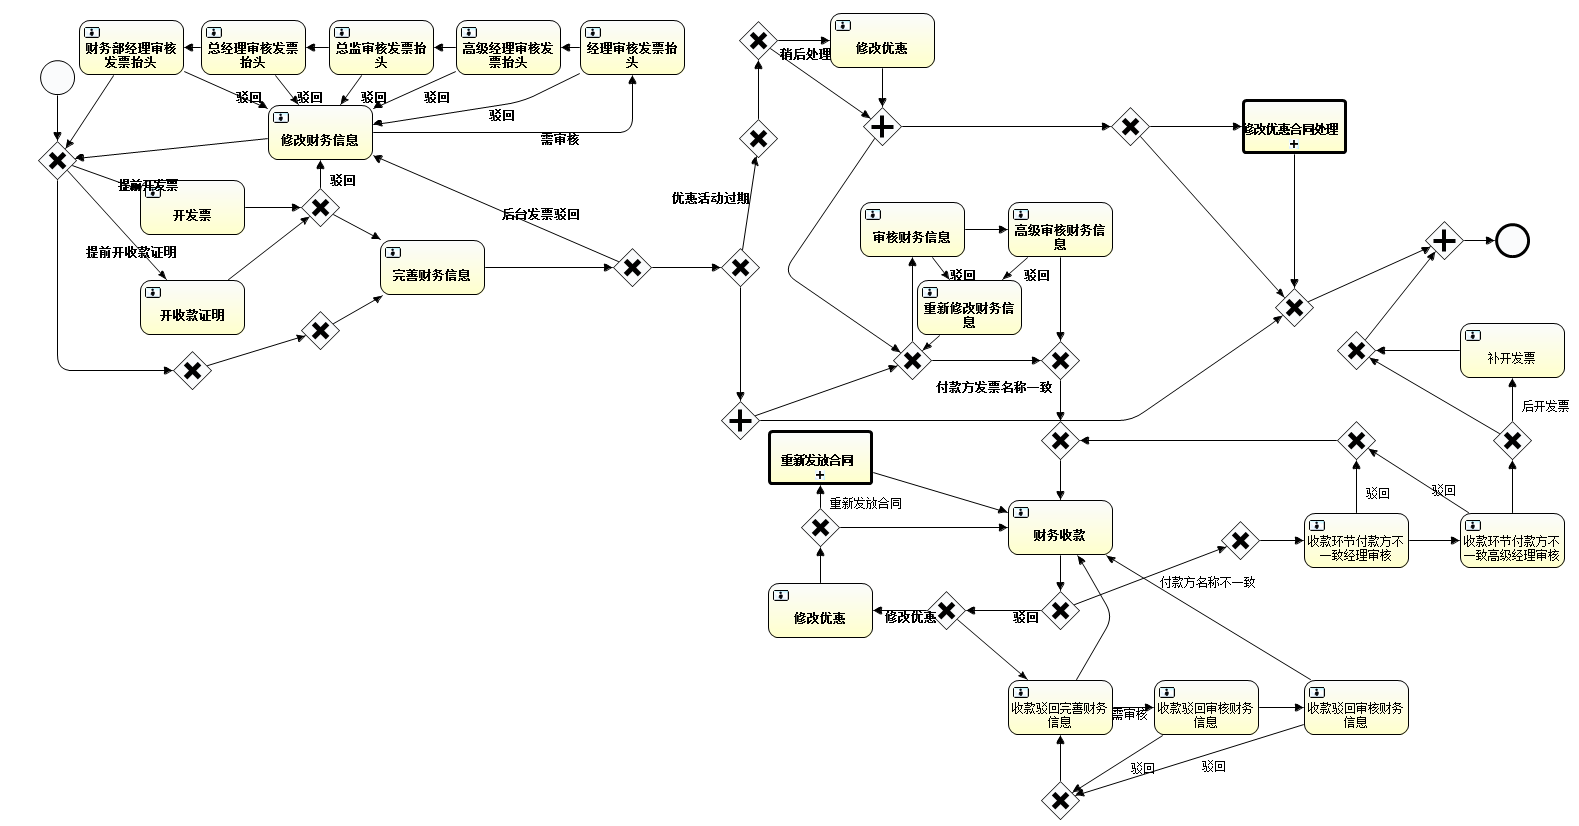 财务部经理审核
发票抬头
总经理审核发票
抬头
总监审核发票抬
头
高级经理审核发
票抬头
经理审核发票抬
头
驳回
驳回
驳回
驳回
驳回
修改财务信息
需审核
提前开发票
开发票
驳回
提前开收款证明
开收款证明
完善财务信息
后台发票驳回
优惠活动过期
稍后处理
修改优惠
修改优惠合同处理
审核财务信息
高级审核财务信
息
驳回
驳回
重新修改财务信
息
付款方发票名称一致
补开发票
后开发票
重新发放合同
重新发放合同
财务收款
驳回
驳回
收款环节付款方不
一致经理审核
收款环节付款方不
一致高级经理审核
付款方名称不一致
修改优惠
修改优惠
驳回
收款驳回完善财务
信息
需审核
收款驳回审核财务
信息
收款驳回审核财务
信息
驳回
驳回